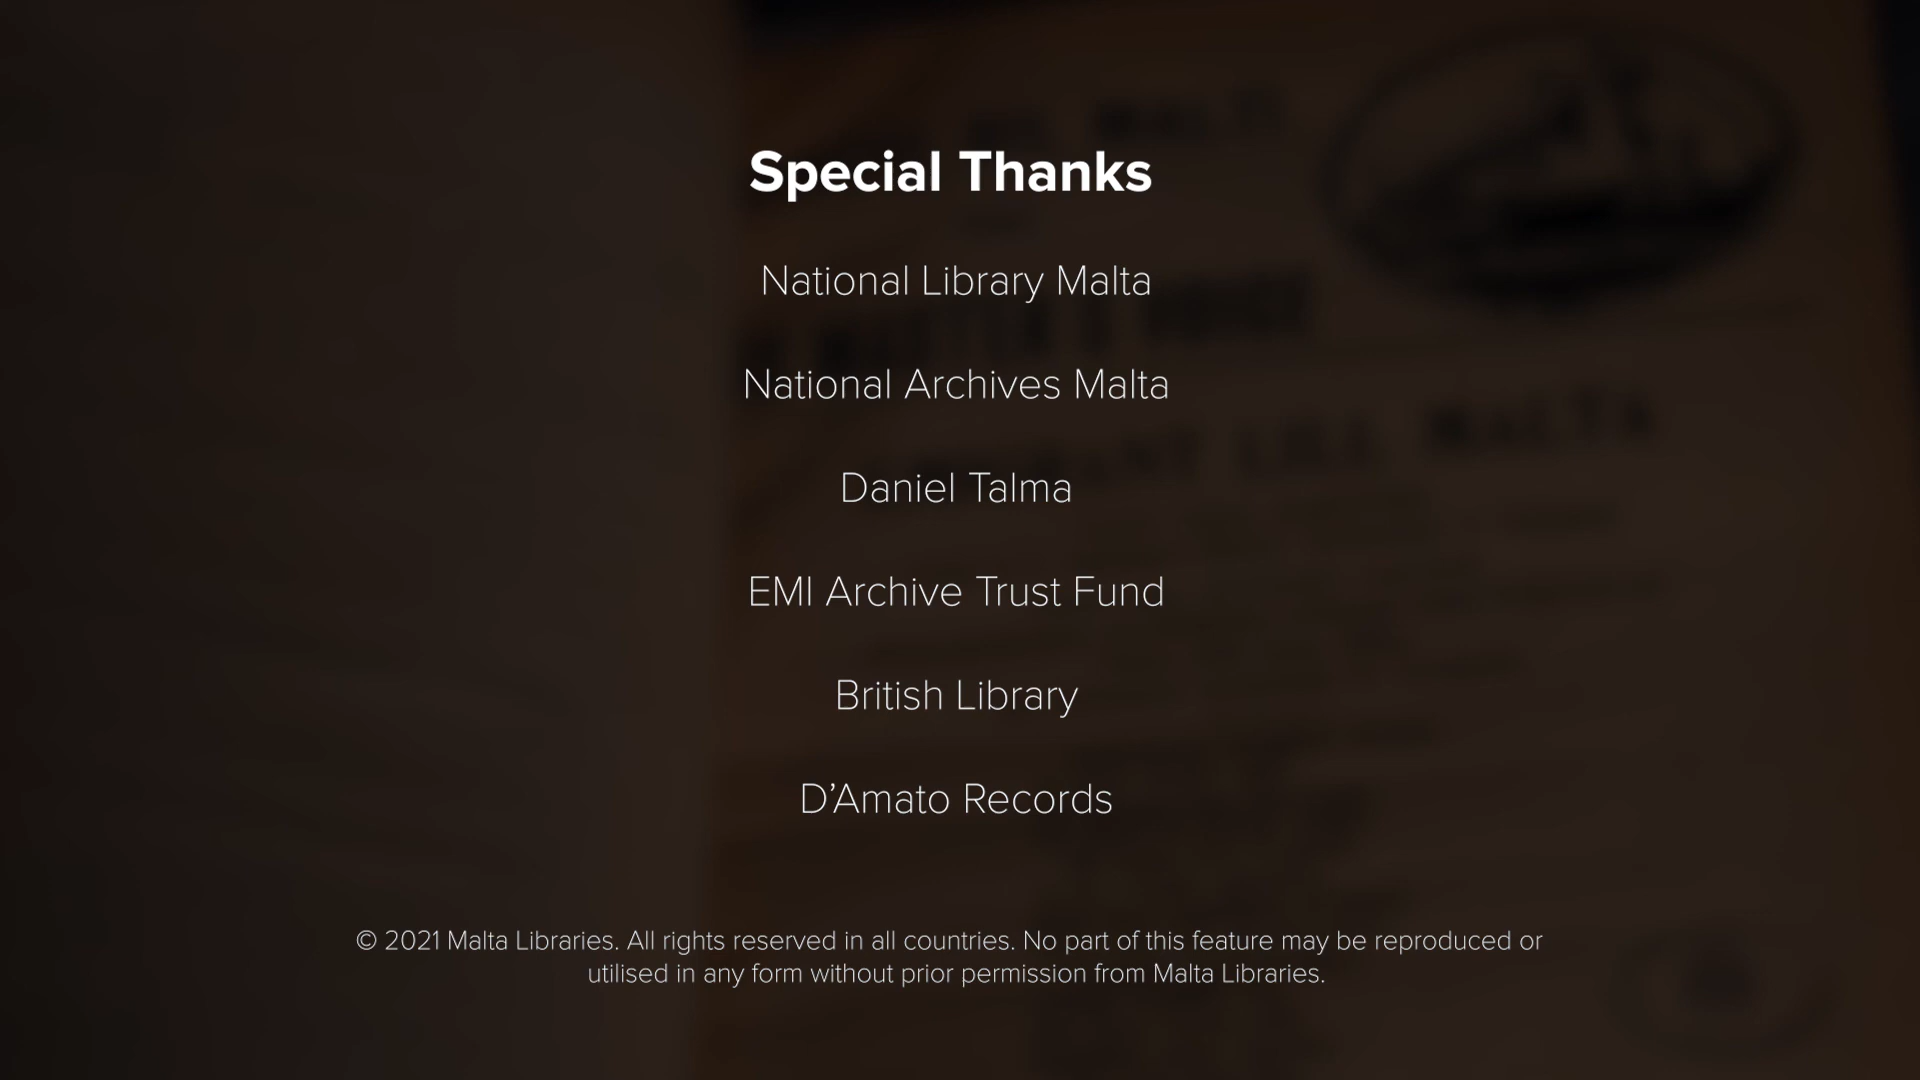 Special Thanks
National Library Malta
National Archives Malta
Daniel Talma
EMI Archive Trust Fund
British Library
D’Amato Records
© 2021 Malta Libraries. All rights reserved in all countries. No part of this feature may be reproduced or
utilised in any form without prior permission from Malta Libraries.